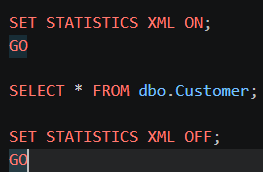 SET STATISTICS XML ON;
GO
SELECT * FROM dbo.Customer;
SET STATISTICS XML OFF;
GO